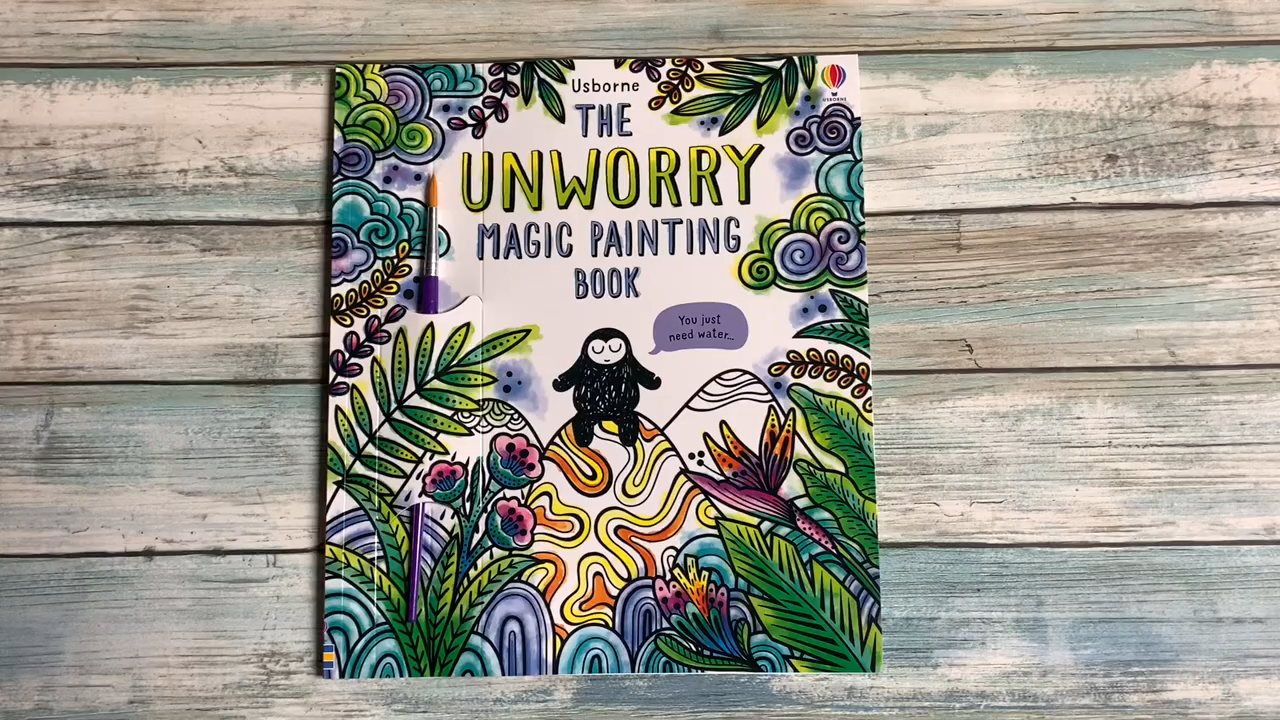 Usborne
THE
UNWORRY
MAGIC PAINTING
BOOK
You just
need water...
USBORNE